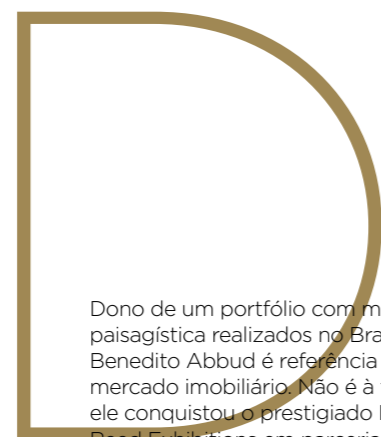 Dono de um portfólio com m
paisagística realizados no Bra
Benedito Abbud é referência
mercado imobiliário. Não é à
ele conquistou o prestigiado